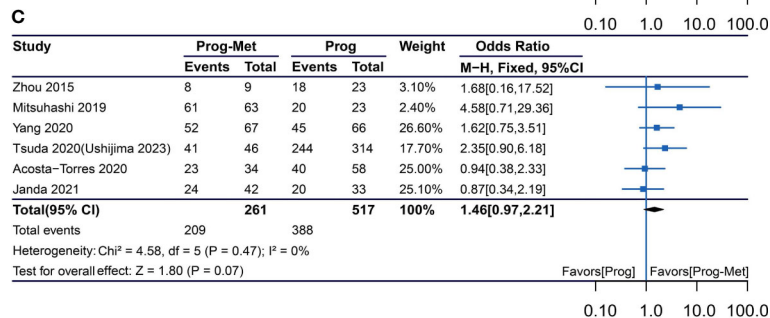 C
0.10 1.0 10.0 100.0
Study Prog-Met Prog Weight Odds Ratio
Events Total Events Total M-H, Fixed, 95%CI
Zhou 2015 8 9 18 23 3.10% 1.68[0.16,17.52]
Mitsuhashi 2019 61 63 20 23 2.40% 4.58[0.71,29.36]
Yang 2020 52 67 45 66 26.60% 1.62[0.75,3.51]
Tsuda 2020(Ushijima 2023) 41 46 244 314 17.70% 2.35[0.90,6.18]
Acosta-Torres 2020 23 34 40 58 25.00% 0.94[0.38,2.33]
Janda 2021 24 42 20 33 25.10% 0.87[0.34,2.19]
Total(95% CI) 261 517 100% 1.46[0.97,2.21]
Total events 209 388
Heterogeneity: Chi² = 4.58, df = 5 (P = 0.47); I² = 0%
Test for overall effect: Z = 1.80 (P = 0.07) Favors[Prog] Favors[Prog-Met]
0.10 1.0 10.0 100.0